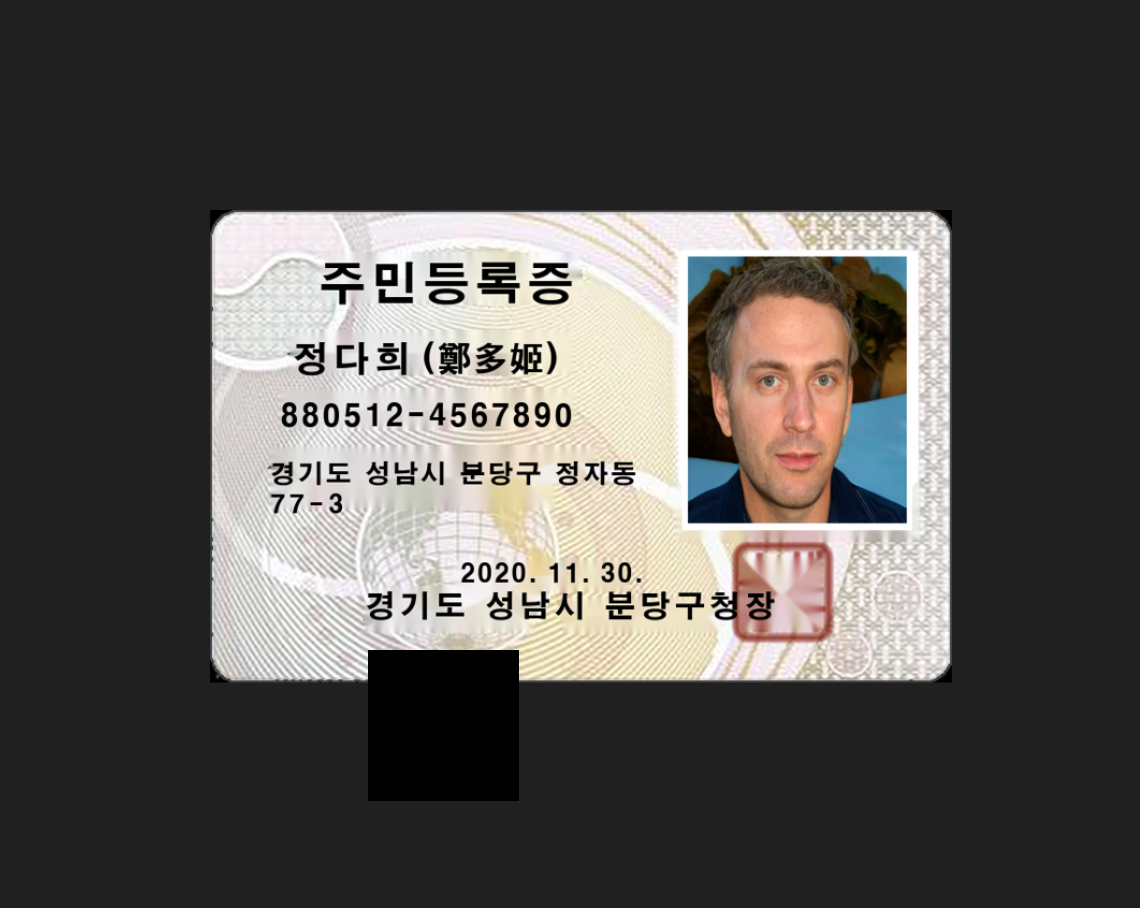 주민등록증
정다희(鄭多姬)
880512-4567890
경기도 성남시 분당구 정자동
77-3
2020. 11. 30.
경기도 성남시 분당구청장